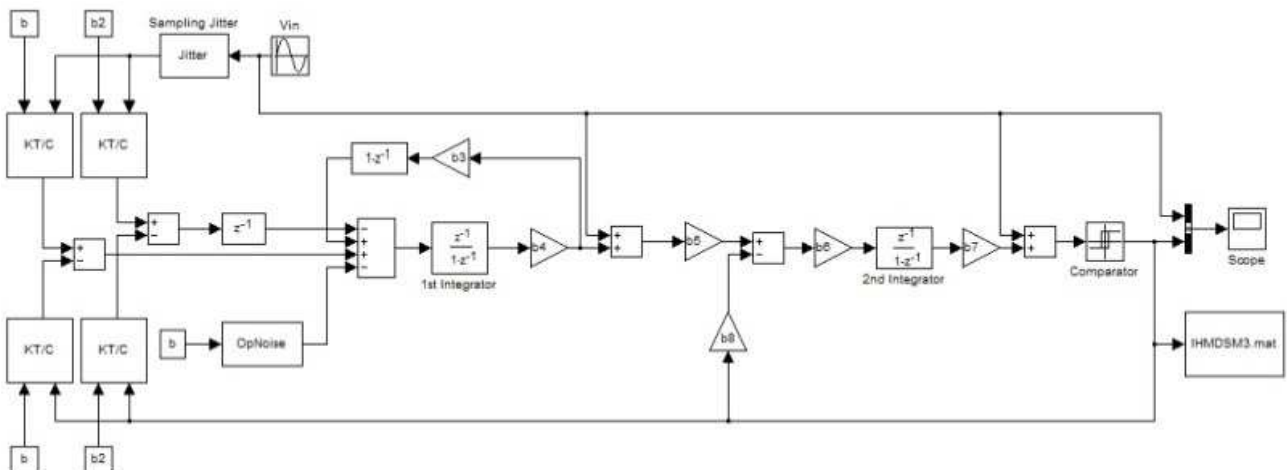 b
b2
Sampling Jitter
Jitter
Vin
KT/C
KT/C
1-z⁻¹
b3
+
−
z⁻¹
+
−
−
+
+
−
z⁻¹
1-z⁻¹
1st Integrator
b4
+
+
b5
+
−
b6
z⁻¹
1-z⁻¹
2nd Integrator
b7
+
+
Comparator
Scope
KT/C
KT/C
b
OpNoise
b8
IHMDSM3.mat
b
b2